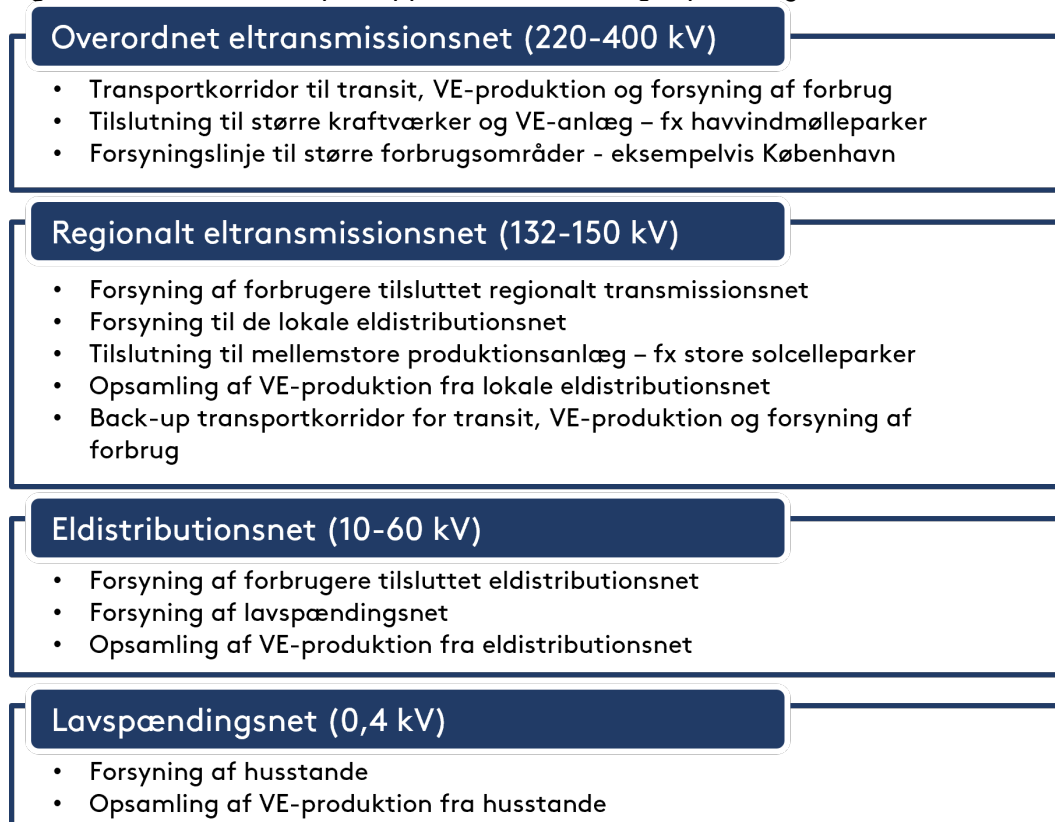 Overordnet eltransmissionsnet (220-400 kV)
• Transportkorridor til transit, VE-produktion og forsyning af forbrug
• Tilslutning til større kraftværker og VE-anlæg – fx havvindmølleparker
• Forsyningslinje til større forbrugsområder - eksempelvis København
Regionalt eltransmissionsnet (132-150 kV)
• Forsyning af forbrugere tilsluttet regionalt transmissionsnet
• Forsyning til de lokale eldistributionsnet
• Tilslutning til mellemstore produktionsanlæg – fx store solcelleparker
• Opsamling af VE-produktion fra lokale eldistributionsnet
• Back-up transportkorridor for transit, VE-produktion og forsyning af
forbrug
Eldistributionsnet (10-60 kV)
• Forsyning af forbrugere tilsluttet eldistributionsnet
• Forsyning af lavspændingsnet
• Opsamling af VE-produktion fra eldistributionsnet
Lavspændingsnet (0,4 kV)
• Forsyning af husstande
• Opsamling af VE-produktion fra husstande